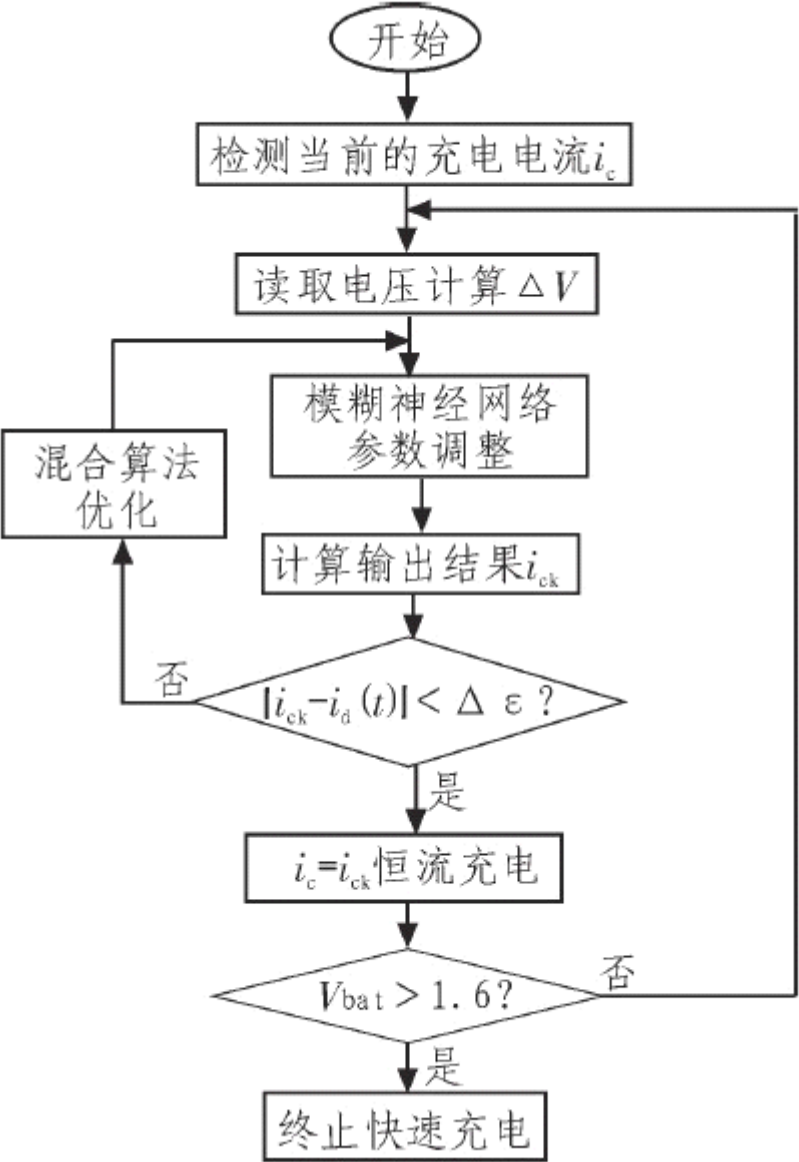 开始
检测当前的充电电流ic
读取电压计算△V
模糊神经网络
参数调整
混合算法
优化
计算输出结果ick
否
|ick-id(t)|<Δ ε?
是
ic=ick恒流充电
Vbat>1.6?
否
是
终止快速充电